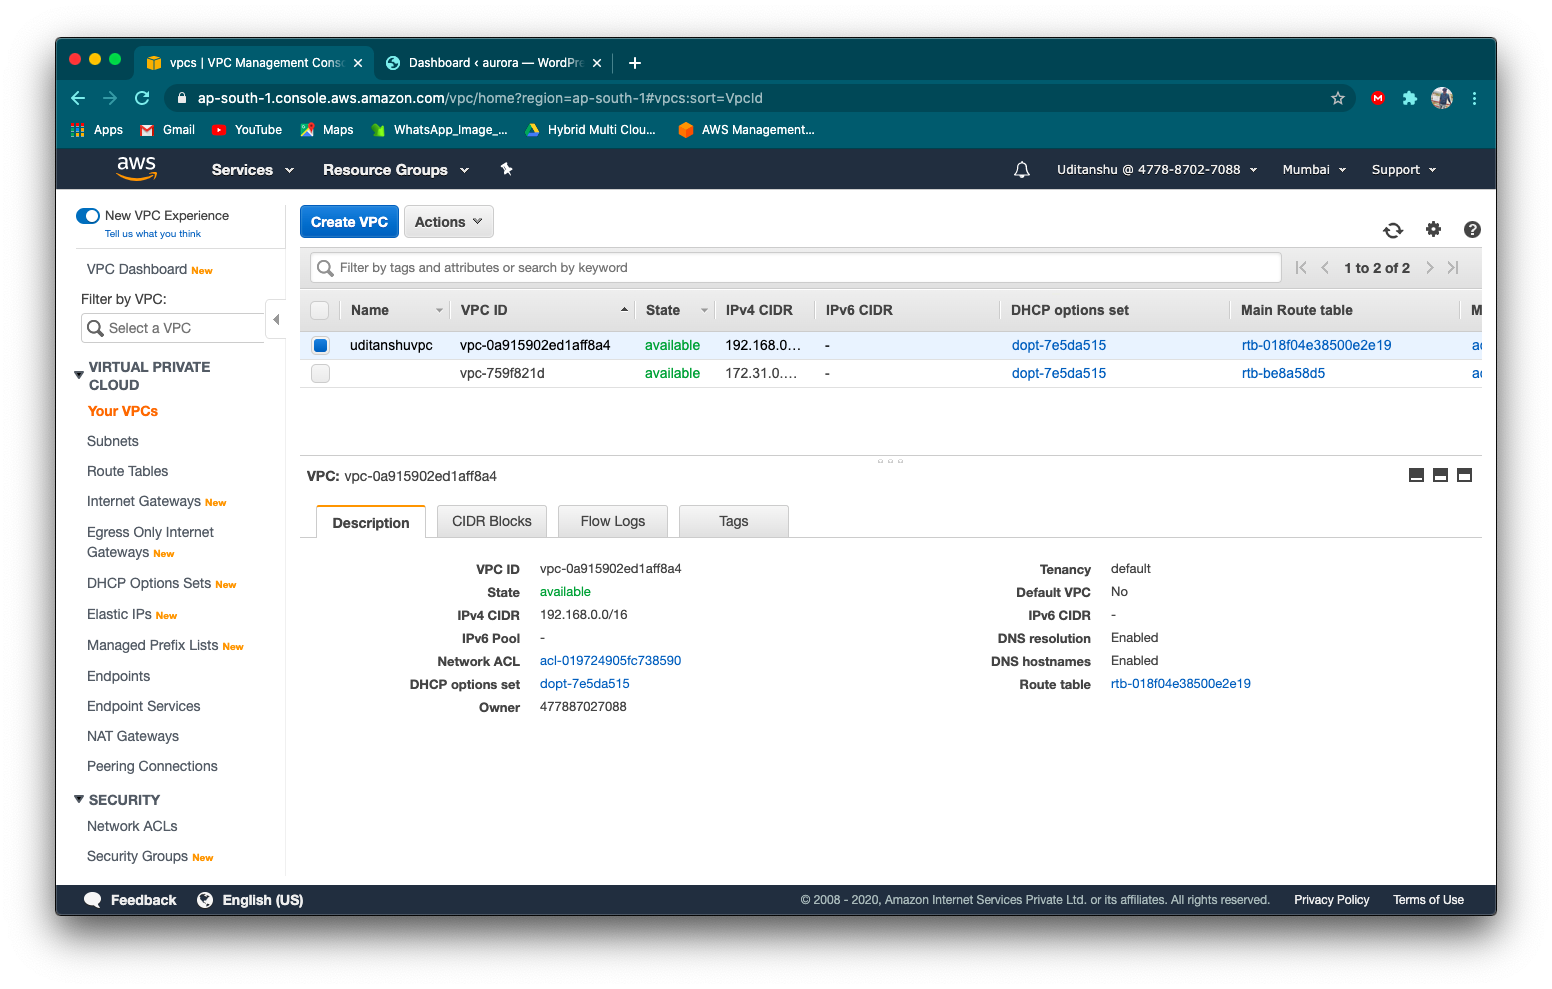 vpcs | VPC Management Cons
Dashboard ‹ aurora — WordPre
ap-south-1.console.aws.amazon.com/vpc/home?region=ap-south-1#vpcs:sort=VpcId
Apps Gmail YouTube Maps WhatsApp_Image_... Hybrid Multi Clou... AWS Management...
aws Services Resource Groups Uditanshu @ 4778-8702-7088 Mumbai Support
New VPC Experience
Tell us what you think
VPC Dashboard New
Filter by VPC:
Select a VPC
VIRTUAL PRIVATE
CLOUD
Your VPCs
Subnets
Route Tables
Internet Gateways New
Egress Only Internet
Gateways New
DHCP Options Sets New
Elastic IPs New
Managed Prefix Lists New
Endpoints
Endpoint Services
NAT Gateways
Peering Connections
SECURITY
Network ACLs
Security Groups New
Create VPC Actions
Filter by tags and attributes or search by keyword
1 to 2 of 2
Name VPC ID State IPv4 CIDR IPv6 CIDR DHCP options set Main Route table M
uditanshuvpc vpc-0a915902ed1aff8a4 available 192.168.0... - dopt-7e5da515 rtb-018f04e38500e2e19 ac
vpc-759f821d available 172.31.0.... - dopt-7e5da515 rtb-be8a58d5 ac
VPC: vpc-0a915902ed1aff8a4
Description CIDR Blocks Flow Logs Tags
VPC ID vpc-0a915902ed1aff8a4
State available
IPv4 CIDR 192.168.0.0/16
IPv6 Pool -
Network ACL acl-019724905fc738590
DHCP options set dopt-7e5da515
Owner 477887027088
Tenancy default
Default VPC No
IPv6 CIDR -
DNS resolution Enabled
DNS hostnames Enabled
Route table rtb-018f04e38500e2e19
Feedback English (US)
© 2008 - 2020, Amazon Internet Services Private Ltd. or its affiliates. All rights reserved. Privacy Policy Terms of Use